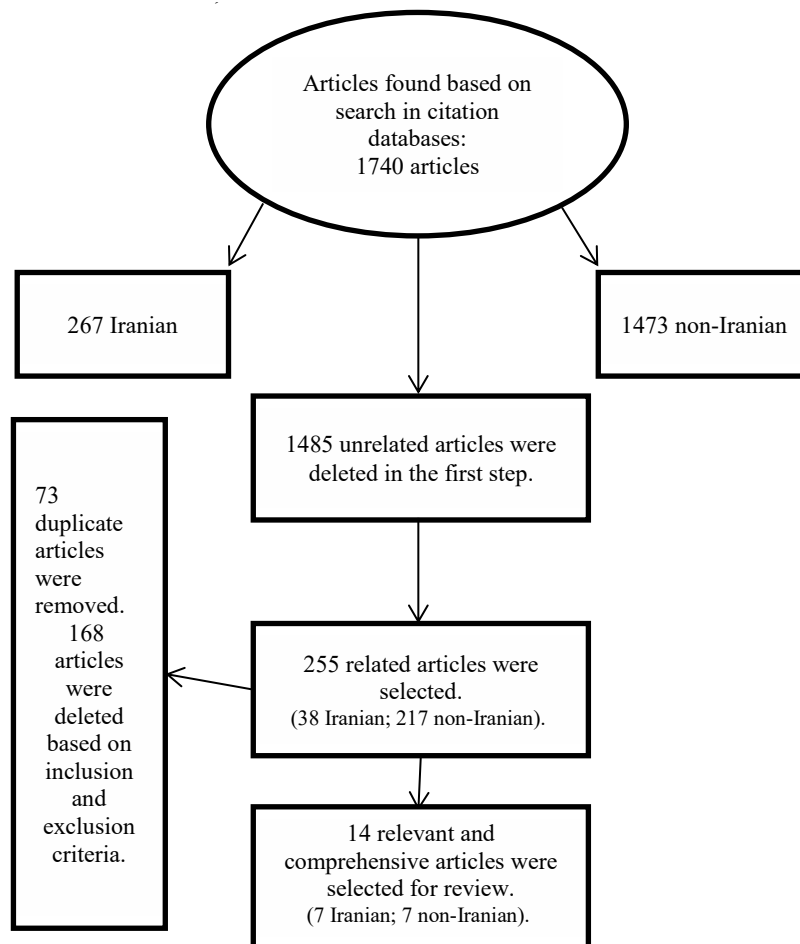 Articles found based on
search in citation
databases:
1740 articles
267 Iranian
1473 non-Iranian
1485 unrelated articles were
deleted in the first step.
73
duplicate
articles
were
removed.
168
articles
were
deleted
based on
inclusion
and
exclusion
criteria.
255 related articles were
selected.
(38 Iranian; 217 non-Iranian).
14 relevant and
comprehensive articles were
selected for review.
(7 Iranian; 7 non-Iranian).